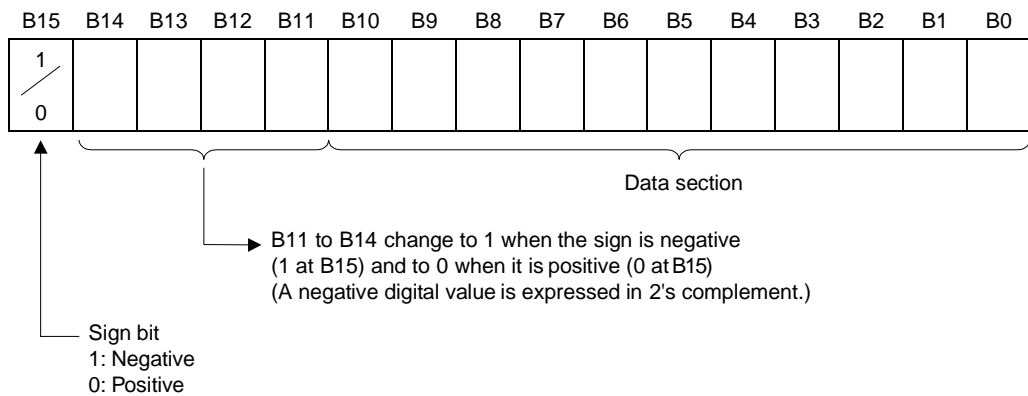 B15 B14 B13 B12 B11 B10 B9 B8 B7 B6 B5 B4 B3 B2 B1 B0
1
0
Data section
B11 to B14 change to 1 when the sign is negative
(1 at B15) and to 0 when it is positive (0 at B15)
(A negative digital value is expressed in 2's complement.)
Sign bit
1: Negative
0: Positive